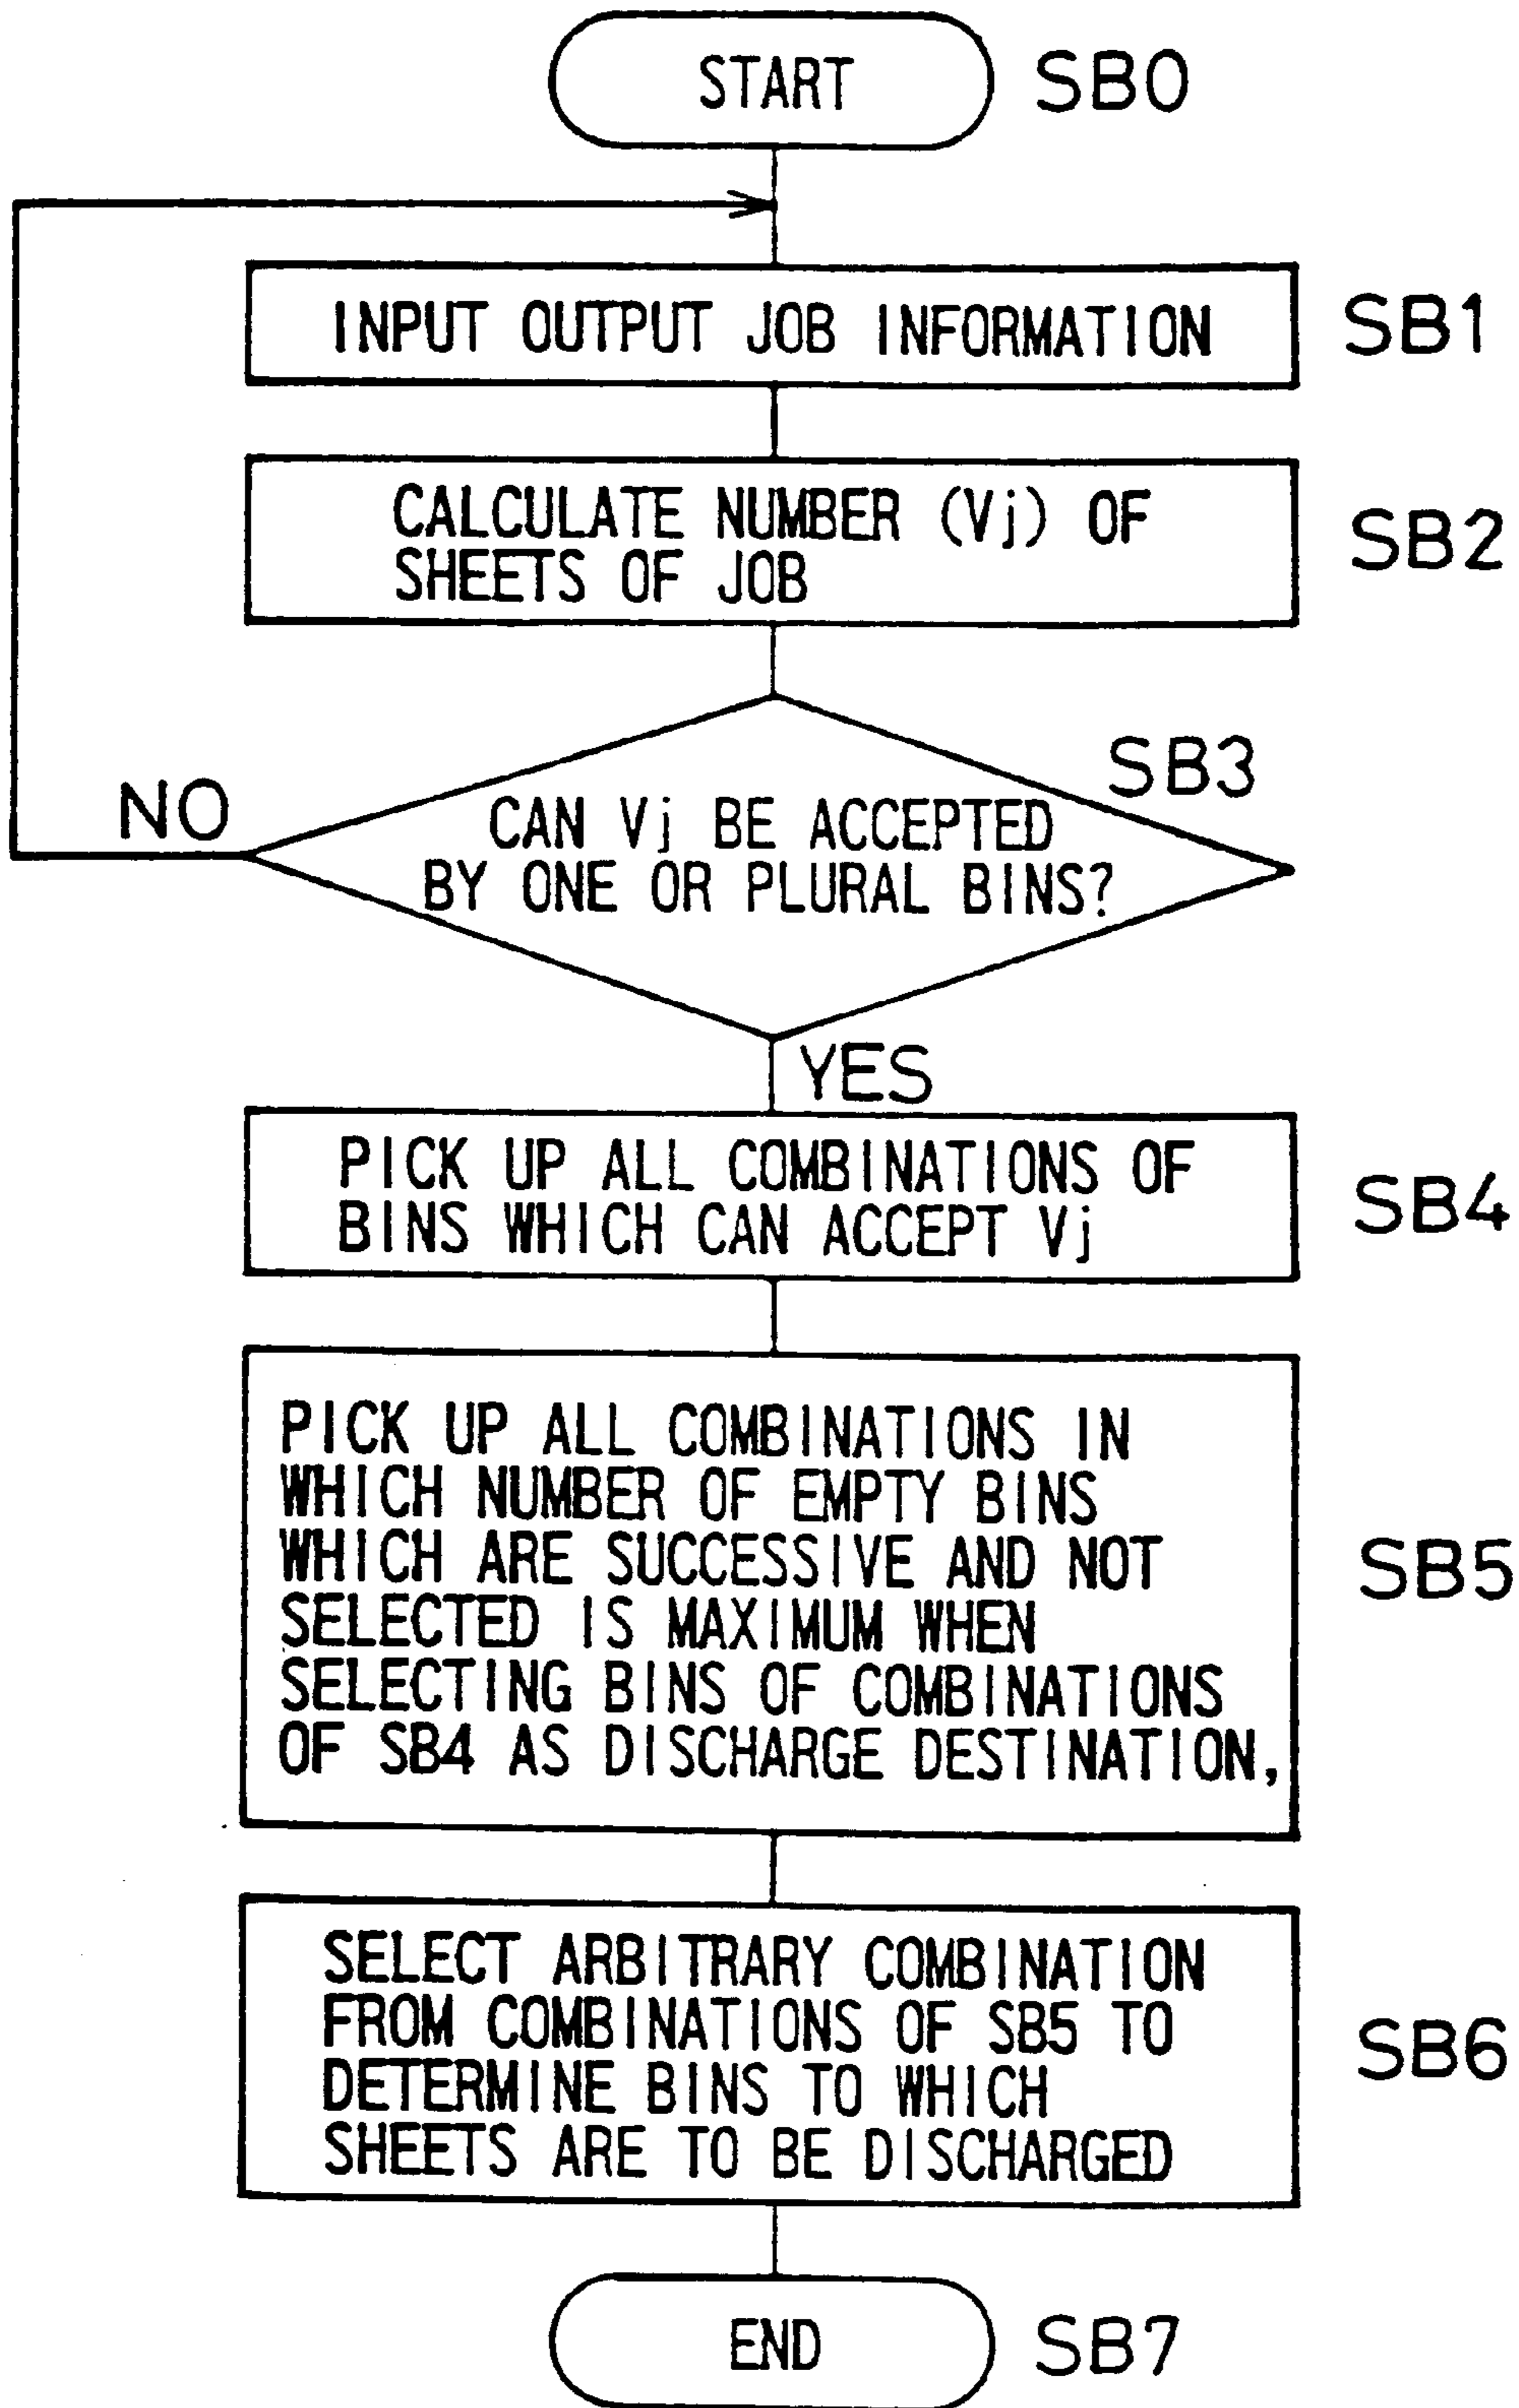 START
SB0
INPUT OUTPUT JOB INFORMATION
SB1
CALCULATE NUMBER (Vj) OF
SHEETS OF JOB
SB2
SB3
NO
CAN Vj BE ACCEPTED
BY ONE OR PLURAL BINS?
YES
PICK UP ALL COMBINATIONS OF
BINS WHICH CAN ACCEPT Vj
SB4
PICK UP ALL COMBINATIONS IN
WHICH NUMBER OF EMPTY BINS
WHICH ARE SUCCESSIVE AND NOT
SELECTED IS MAXIMUM WHEN
SELECTING BINS OF COMBINATIONS
OF SB4 AS DISCHARGE DESTINATION,
SB5
SELECT ARBITRARY COMBINATION
FROM COMBINATIONS OF SB5 TO
DETERMINE BINS TO WHICH
SHEETS ARE TO BE DISCHARGED
SB6
END
SB7